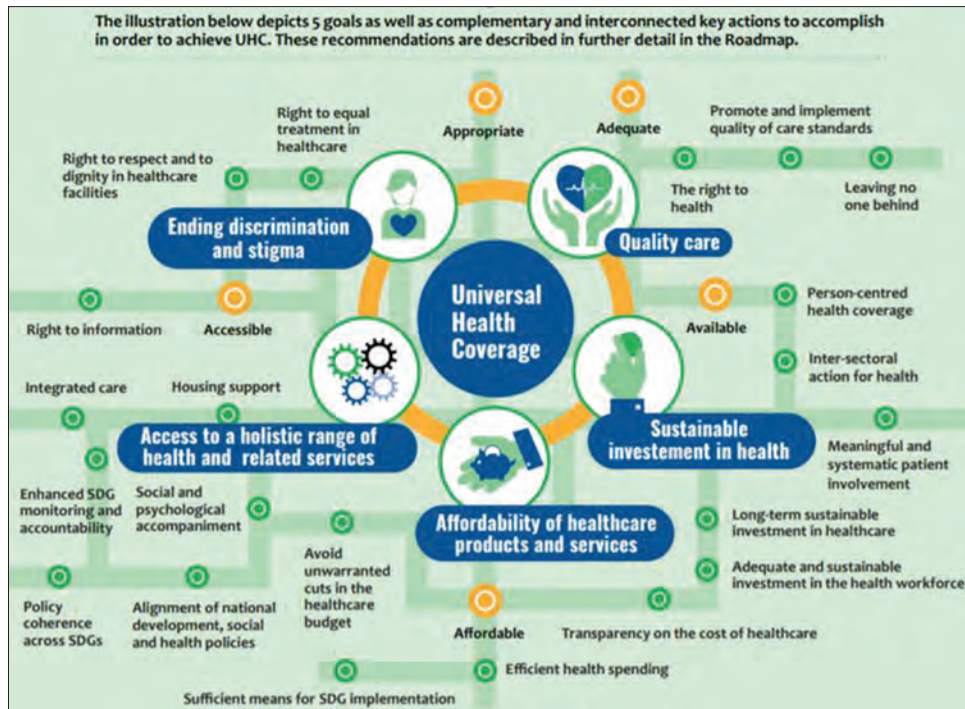 The illustration below depicts 5 goals as well as complementary and interconnected key actions to accomplish
in order to achieve UHC. These recommendations are described in further detail in the Roadmap.
Right to equal
treatment in
healthcare
Appropriate
Adequate
Promote and implement
quality of care standards
Right to respect and to
dignity in healthcare
facilities
The right to
health
Leaving no
one behind
Ending discrimination
and stigma
Quality care
Universal
Health
Coverage
Right to information
Accessible
Available
Person-centred
health coverage
Inter-sectoral
action for health
Integrated care
Housing support
Access to a holistic range of
health and related services
Sustainable
investement in health
Meaningful and
systematic patient
involvement
Enhanced SDG
monitoring and
accountability
Social and
psychological
accompaniment
Affordability of healthcare
products and services
Long-term sustainable
investment in healthcare
Avoid
unwarranted
cuts in the
healthcare
budget
Adequate and sustainable
investment in the health workforce
Policy
coherence
across SDGs
Alignment of national
development, social
and health policies
Affordable
Transparency on the cost of healthcare
Efficient health spending
Sufficient means for SDG implementation